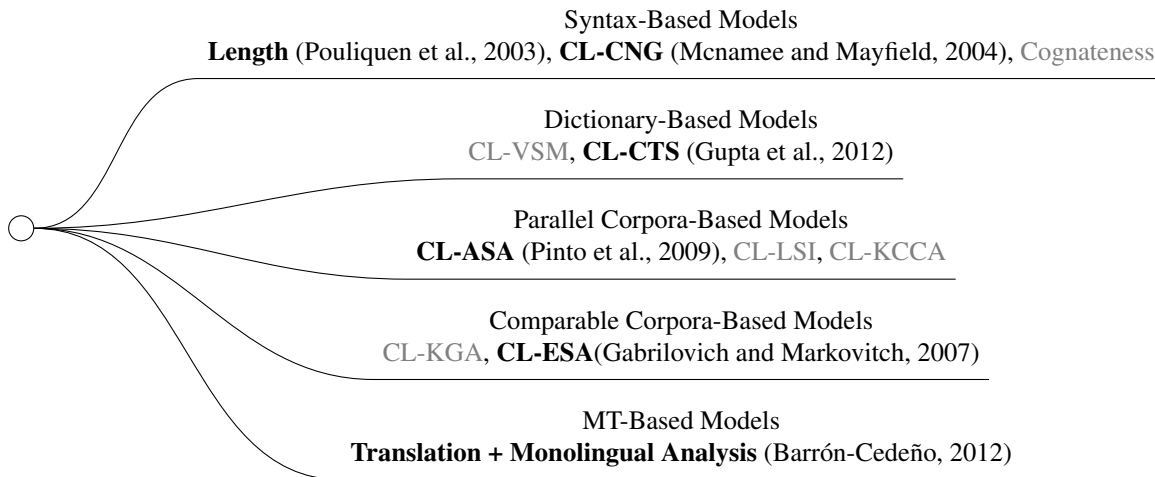 Syntax-Based Models
Length (Pouliquen et al., 2003), CL-CNG (Mcnamee and Mayfield, 2004), Cognateness
Dictionary-Based Models
CL-VSM, CL-CTS (Gupta et al., 2012)
Parallel Corpora-Based Models
CL-ASA (Pinto et al., 2009), CL-LSI, CL-KCCA
Comparable Corpora-Based Models
CL-KGA, CL-ESA(Gabrilovich and Markovitch, 2007)
MT-Based Models
Translation + Monolingual Analysis (Barrón-Cedeño, 2012)